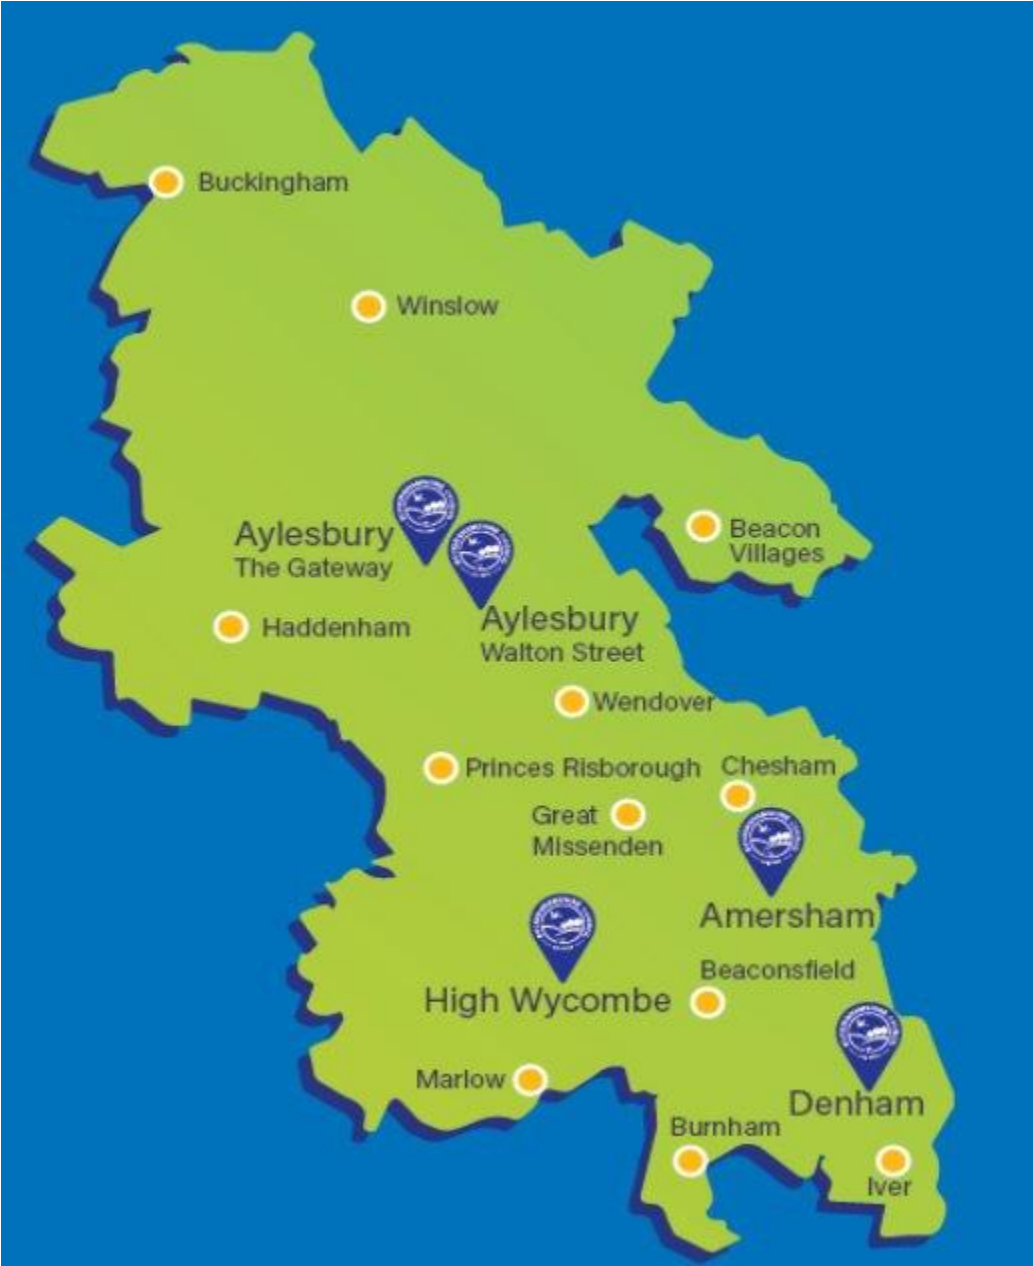 Buckingham
Winslow
Aylesbury
The Gateway
Beacon
Villages
Haddenham
Aylesbury
Walton Street
Wendover
Princes Risborough
Chesham
Great
Missenden
Amersham
High Wycombe
Beaconsfield
Marlow
Denham
Burnham
Iver